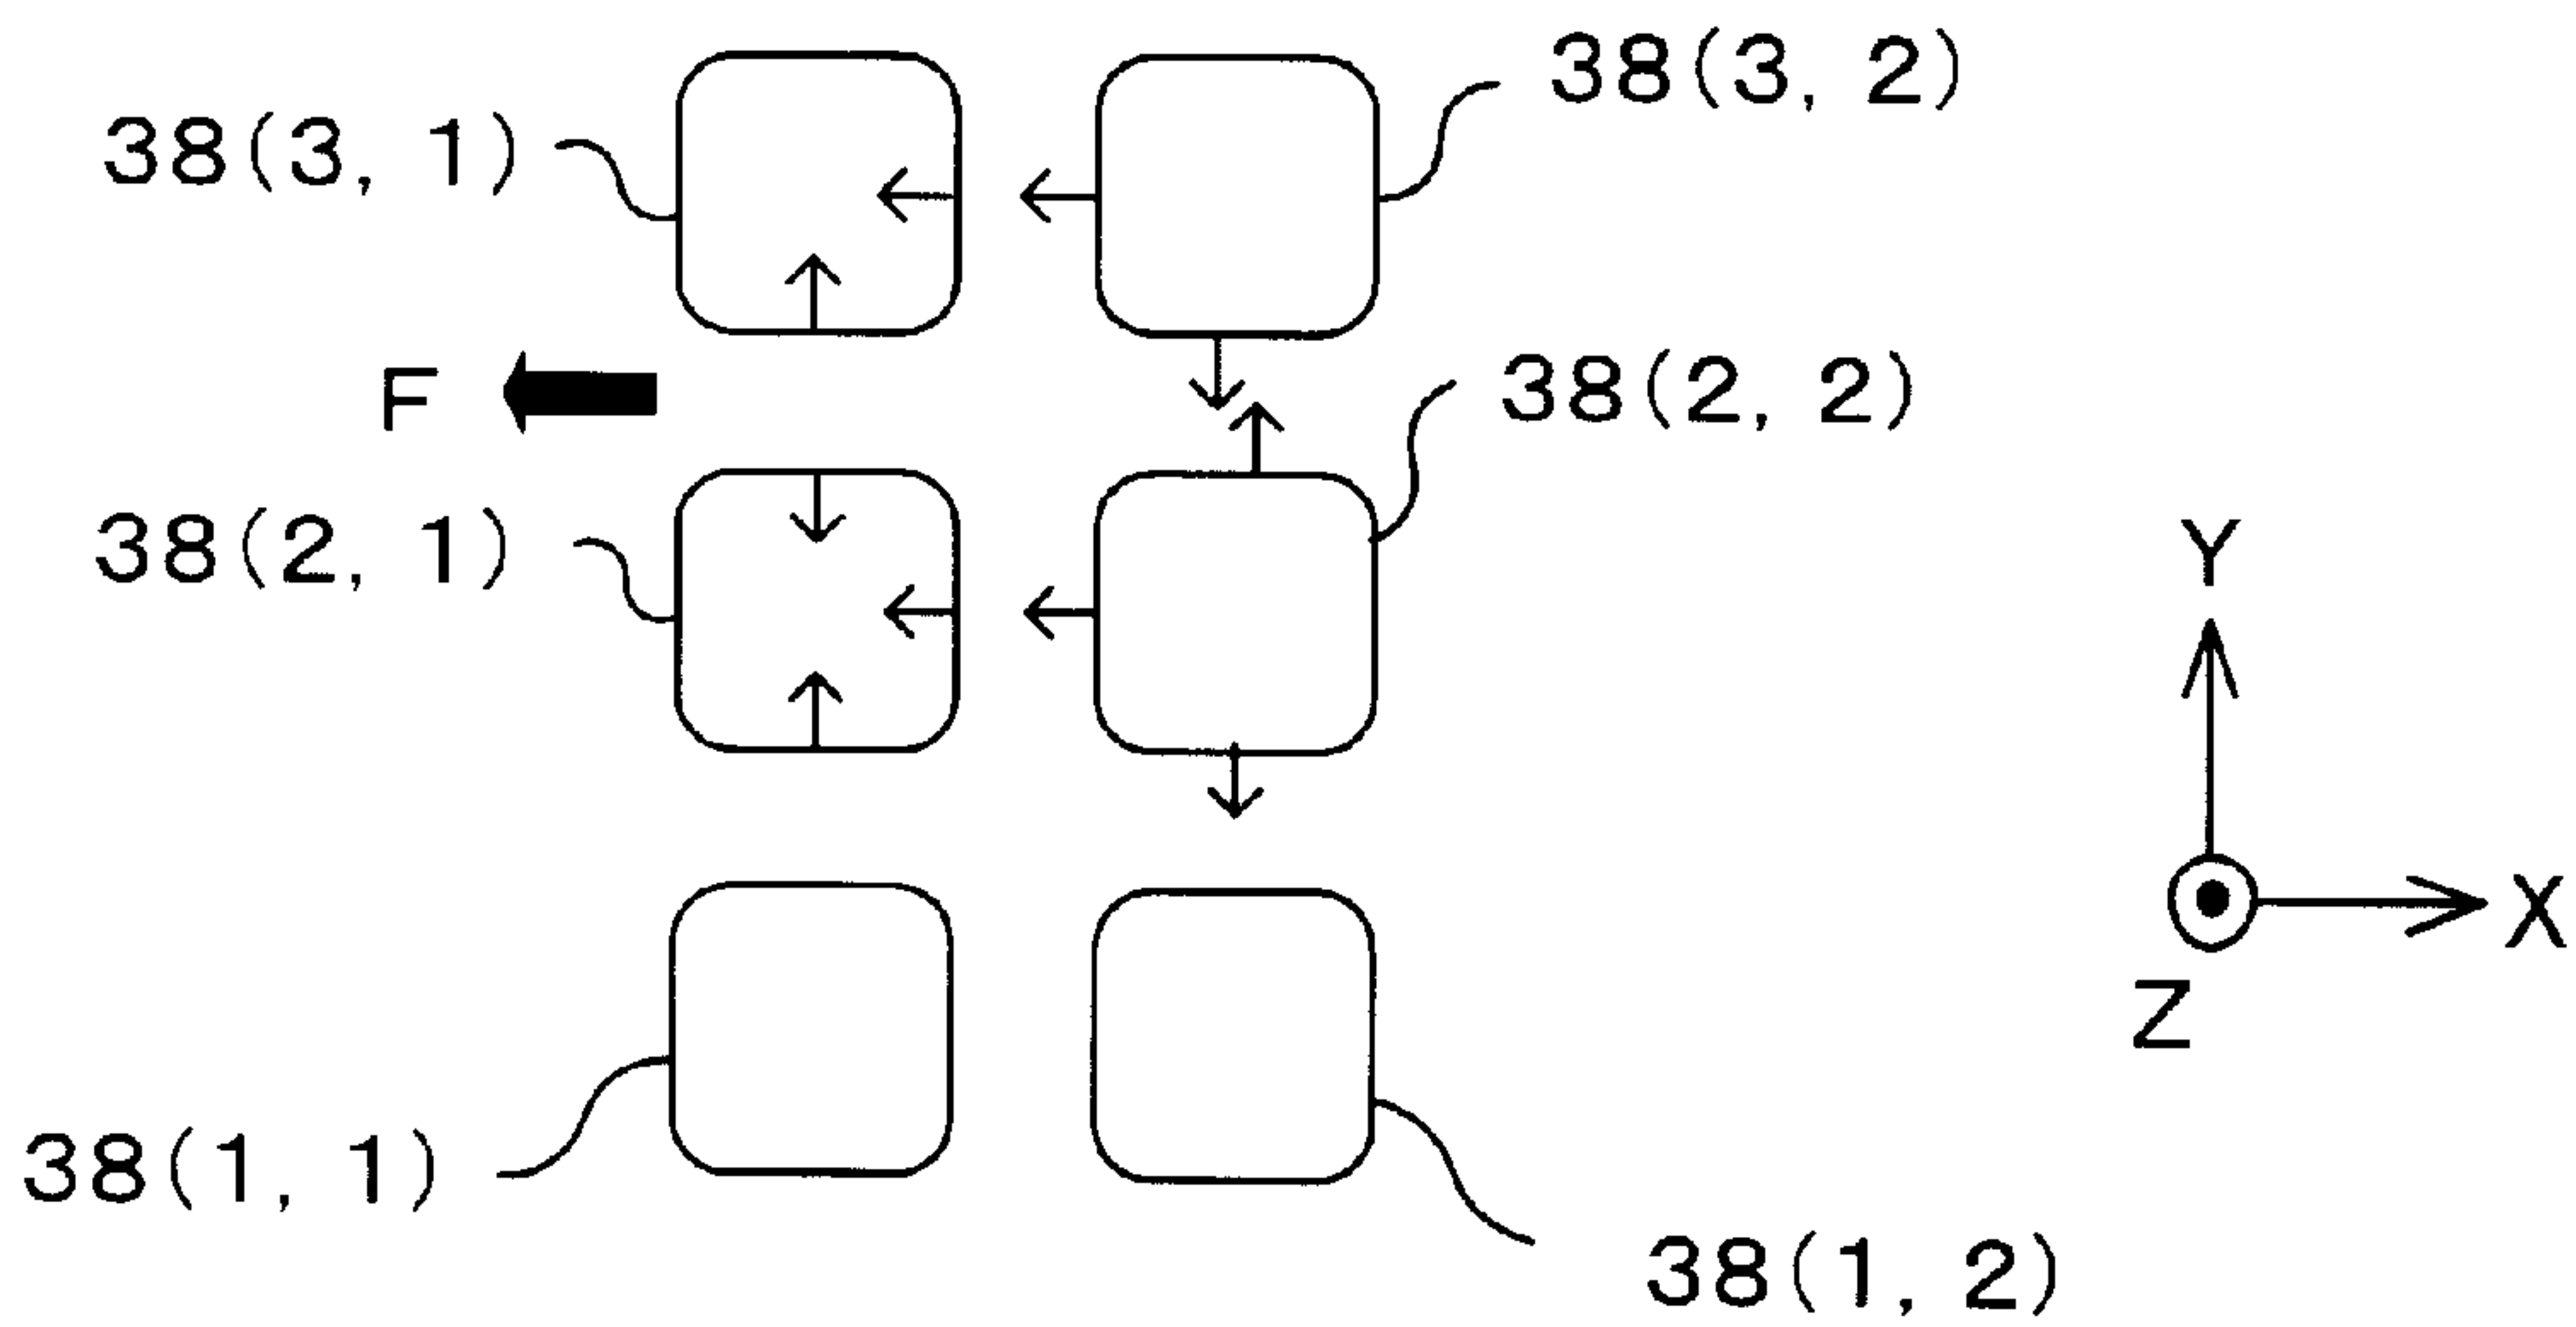 38(3, 2)
38(3, 1)
F
38(2, 2)
38(2, 1)
Y
X
Z
38(1, 1)
38(1, 2)